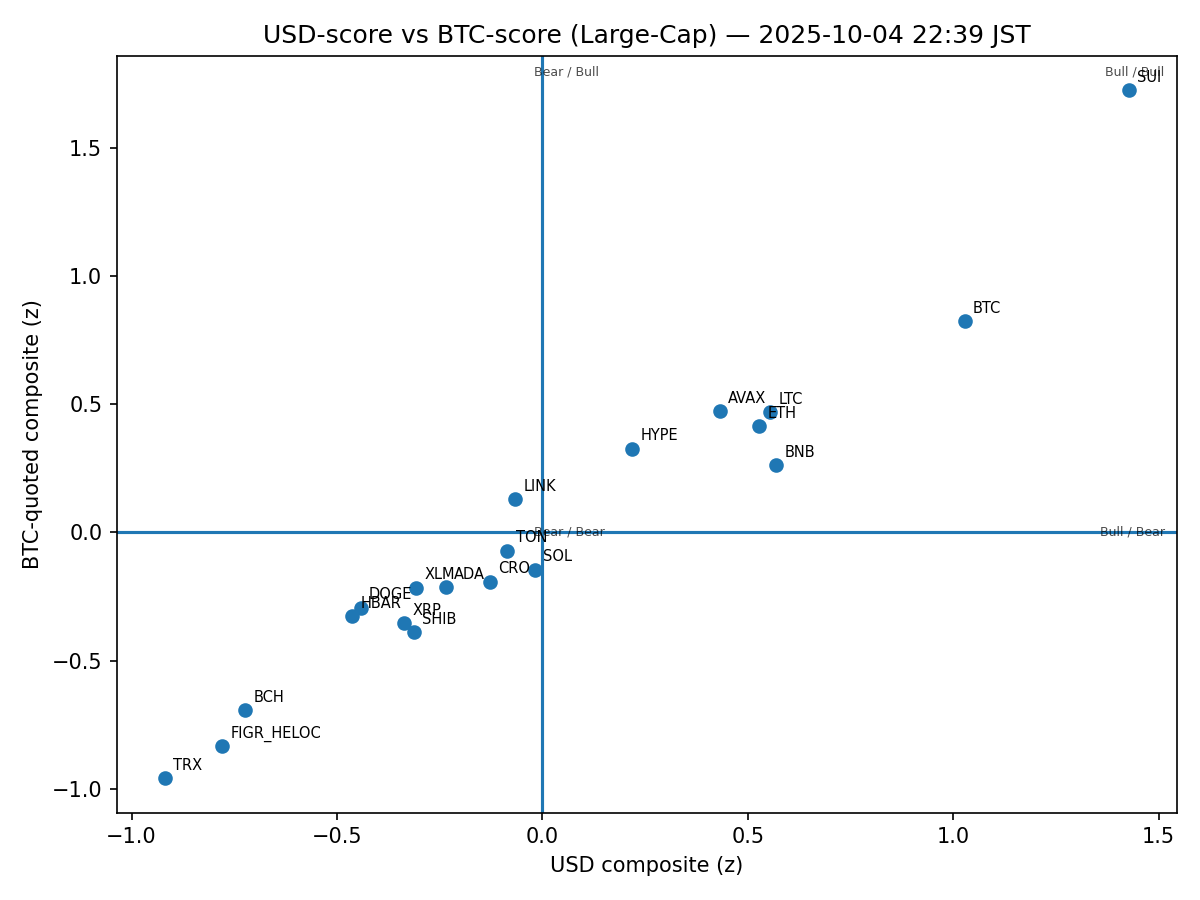 USD-score vs BTC-score (Large-Cap) — 2025-10-04 22:39 JST
Bear / Bull
Bull / Bull
SUI
1.5
1.0
BTC
0.5
AVAX
LTC
ETH
HYPE
BNB
LINK
0.0
TON
Bear / Bear
Bull / Bear
SOL
CRO
XLM
ADA
DOGE
HBAR
XRP
SHIB
−0.5
BCH
FIGR_HELOC
TRX
−1.0
BTC-quoted composite (z)
−1.0
−0.5
0.0
0.5
1.0
1.5
USD composite (z)